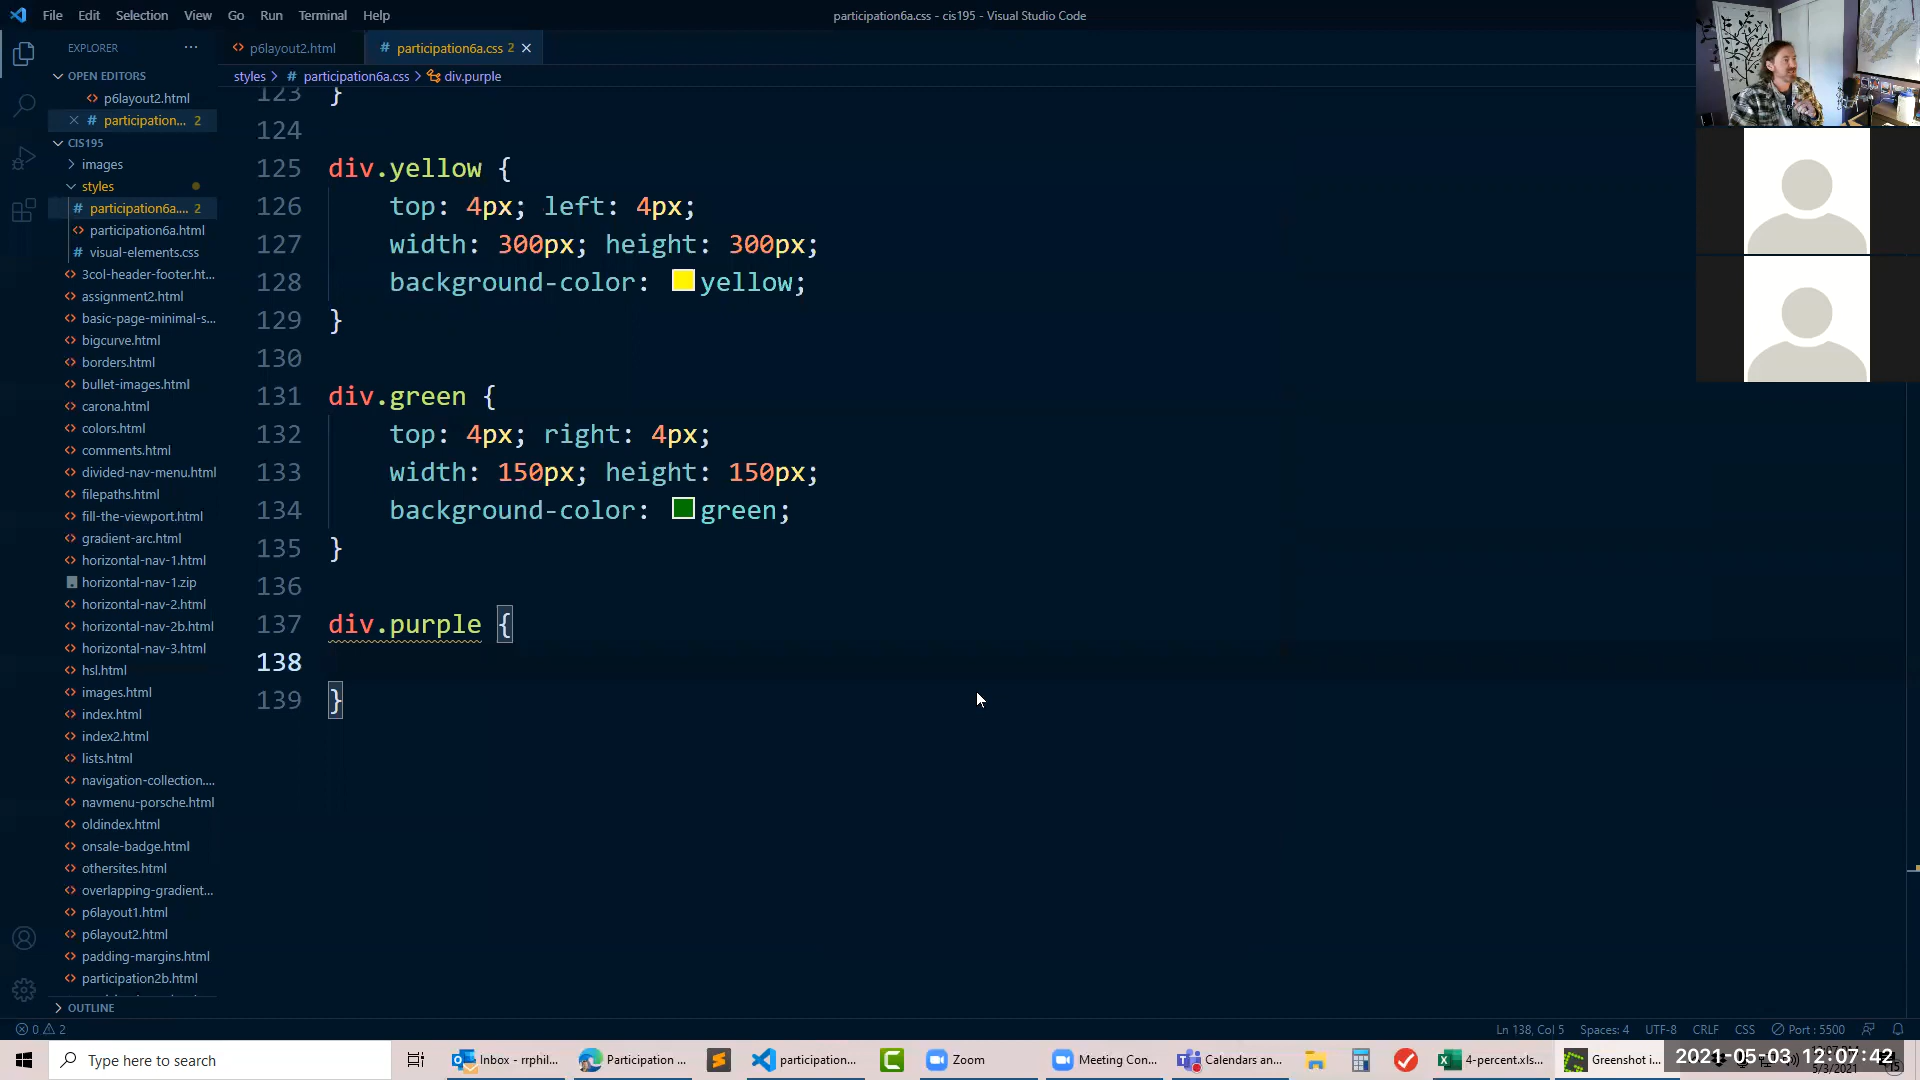 File Edit Selection View Go Run Terminal Help
participation6a.css - cis195 - Visual Studio Code
EXPLORER ···
OPEN EDITORS
p6layout2.html
participation... 2
CIS195
images
styles
participation6a.... 2
participation6a.html
visual-elements.css
3col-header-footer.ht...
assignment2.html
basic-page-minimal-s...
bigcurve.html
borders.html
bullet-images.html
carona.html
colors.html
comments.html
divided-nav-menu.html
filepaths.html
fill-the-viewport.html
gradient-arc.html
horizontal-nav-1.html
horizontal-nav-1.zip
horizontal-nav-2.html
horizontal-nav-2b.html
horizontal-nav-3.html
hsl.html
images.html
index.html
index2.html
lists.html
navigation-collection....
navmenu-porsche.html
oldindex.html
onsale-badge.html
othersites.html
overlapping-gradient...
p6layout1.html
p6layout2.html
padding-margins.html
participation2b.html
OUTLINE
p6layout2.html
# participation6a.css 2
styles > # participation6a.css > div.purple
123 }
124
125 div.yellow {
126 top: 4px; left: 4px;
127 width: 300px; height: 300px;
128 background-color: yellow;
129 }
130
131 div.green {
132 top: 4px; right: 4px;
133 width: 150px; height: 150px;
134 background-color: green;
135 }
136
137 div.purple {
138
139 }
0 2
Ln 138, Col 5 Spaces: 4 UTF-8 CRLF CSS Port : 5500
Type here to search
Inbox - rrphil...
Participation ...
participation...
Zoom
Meeting Con...
Calendars an...
4-percent.xls...
Greenshot i...
2021-05-03 12:07:42
5/3/2021